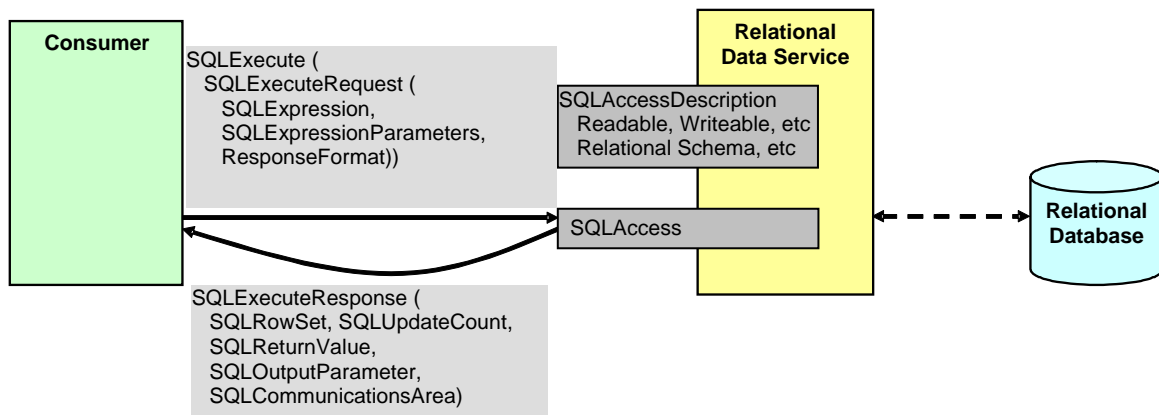 Consumer
SQLExecute (
SQLExecuteRequest (
SQLExpression,
SQLExpressionParameters,
ResponseFormat))
Relational
Data Service
SQLAccessDescription
Readable, Writeable, etc
Relational Schema, etc
SQLAccess
Relational
Database
SQLExecuteResponse (
SQLRowSet, SQLUpdateCount,
SQLReturnValue,
SQLOutputParameter,
SQLCommunicationsArea)